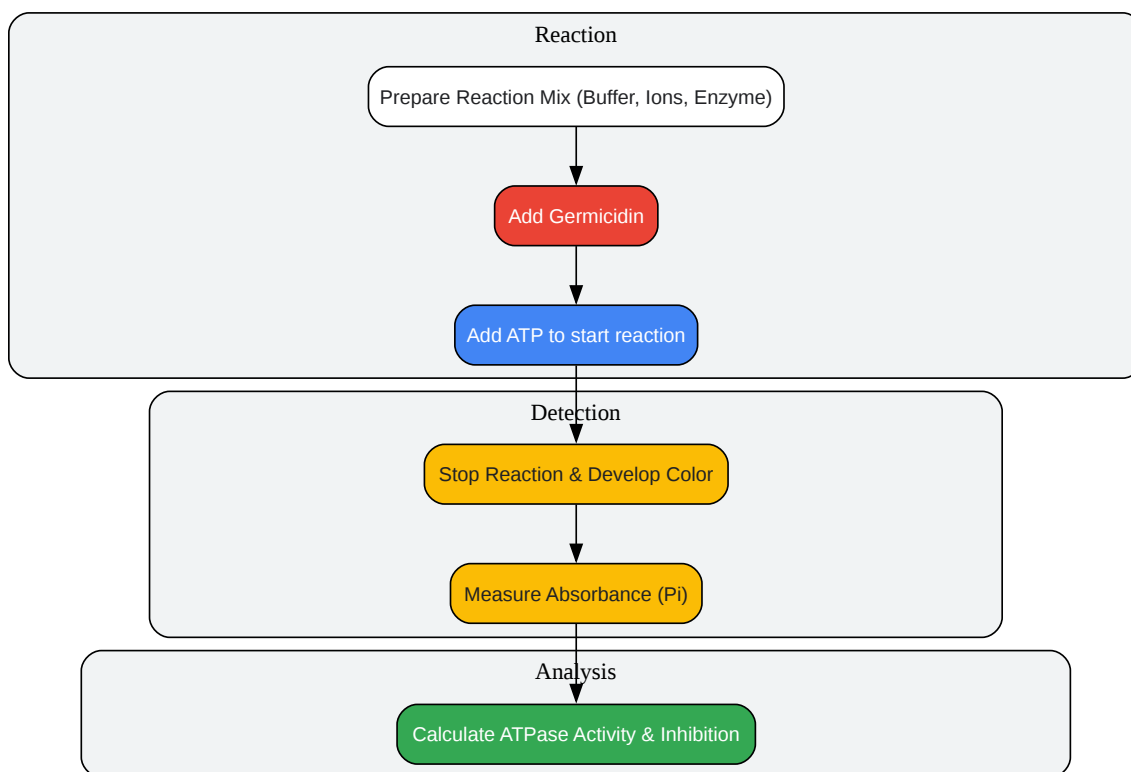 Reaction
Prepare Reaction Mix (Buffer, Ions, Enzyme)
Add Germicidin
Add ATP to start reaction
Detection
Stop Reaction & Develop Color
Measure Absorbance (Pi)
Analysis
Calculate ATPase Activity & Inhibition